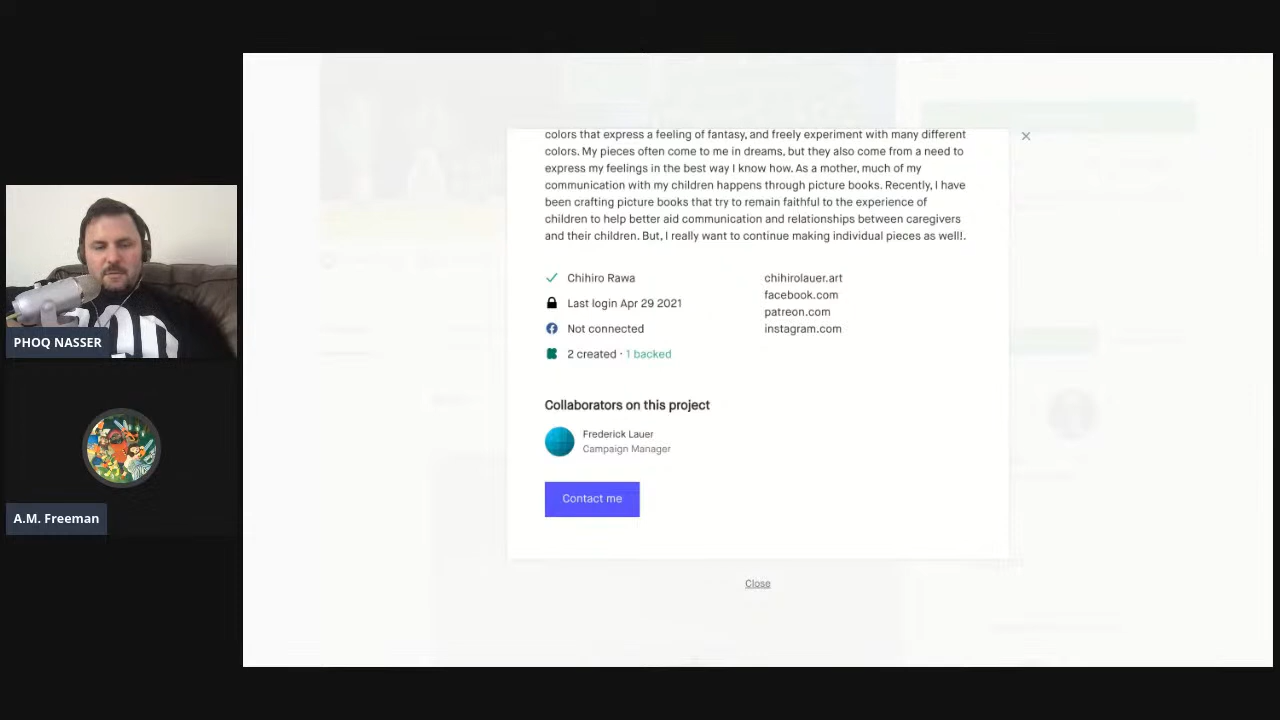 colors that express a feeling of fantasy, and freely experiment with many different
colors. My pieces often come to me in dreams, but they also come from a need to
express my feelings in the best way I know how. As a mother, much of my
communication with my children happens through picture books. Recently, I have
been crafting picture books that try to remain faithful to the experience of
children to help better aid communication and relationships between caregivers
and their children. But, I really want to continue making individual pieces as well!.
Chihiro Rawa
Last login Apr 29 2021
Not connected
2 created · 1 backed
chihirolauer.art
facebook.com
patreon.com
instagram.com
Collaborators on this project
Frederick Lauer
Campaign Manager
Contact me
Close
PHOQ NASSER
A.M. Freeman